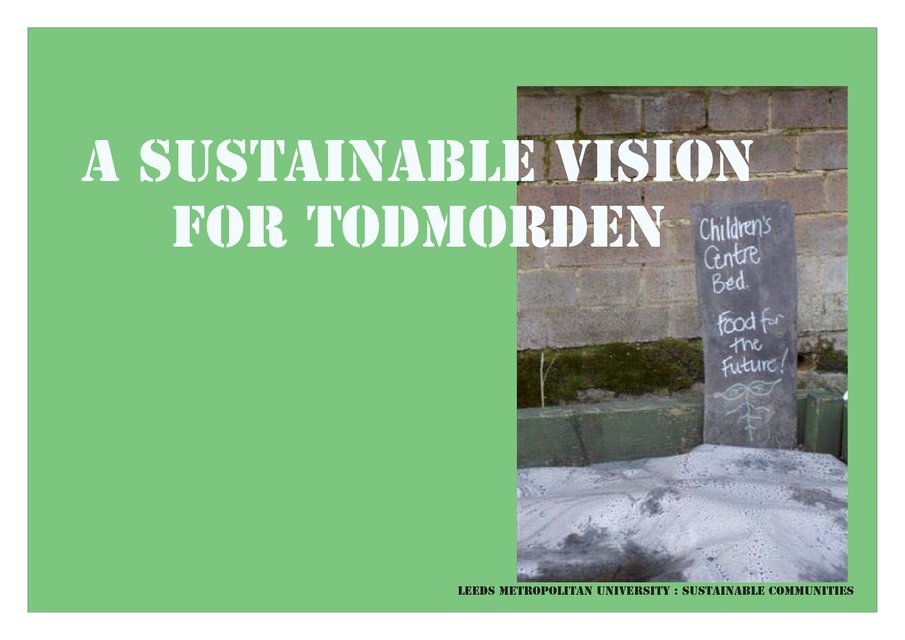 A SUSTAINABLE VISION
FOR TODMORDEN
Children's
Centre
Bed.
Food for
the
Future!
LEEDS METROPOLITAN UNIVERSITY : SUSTAINABLE COMMUNITIES